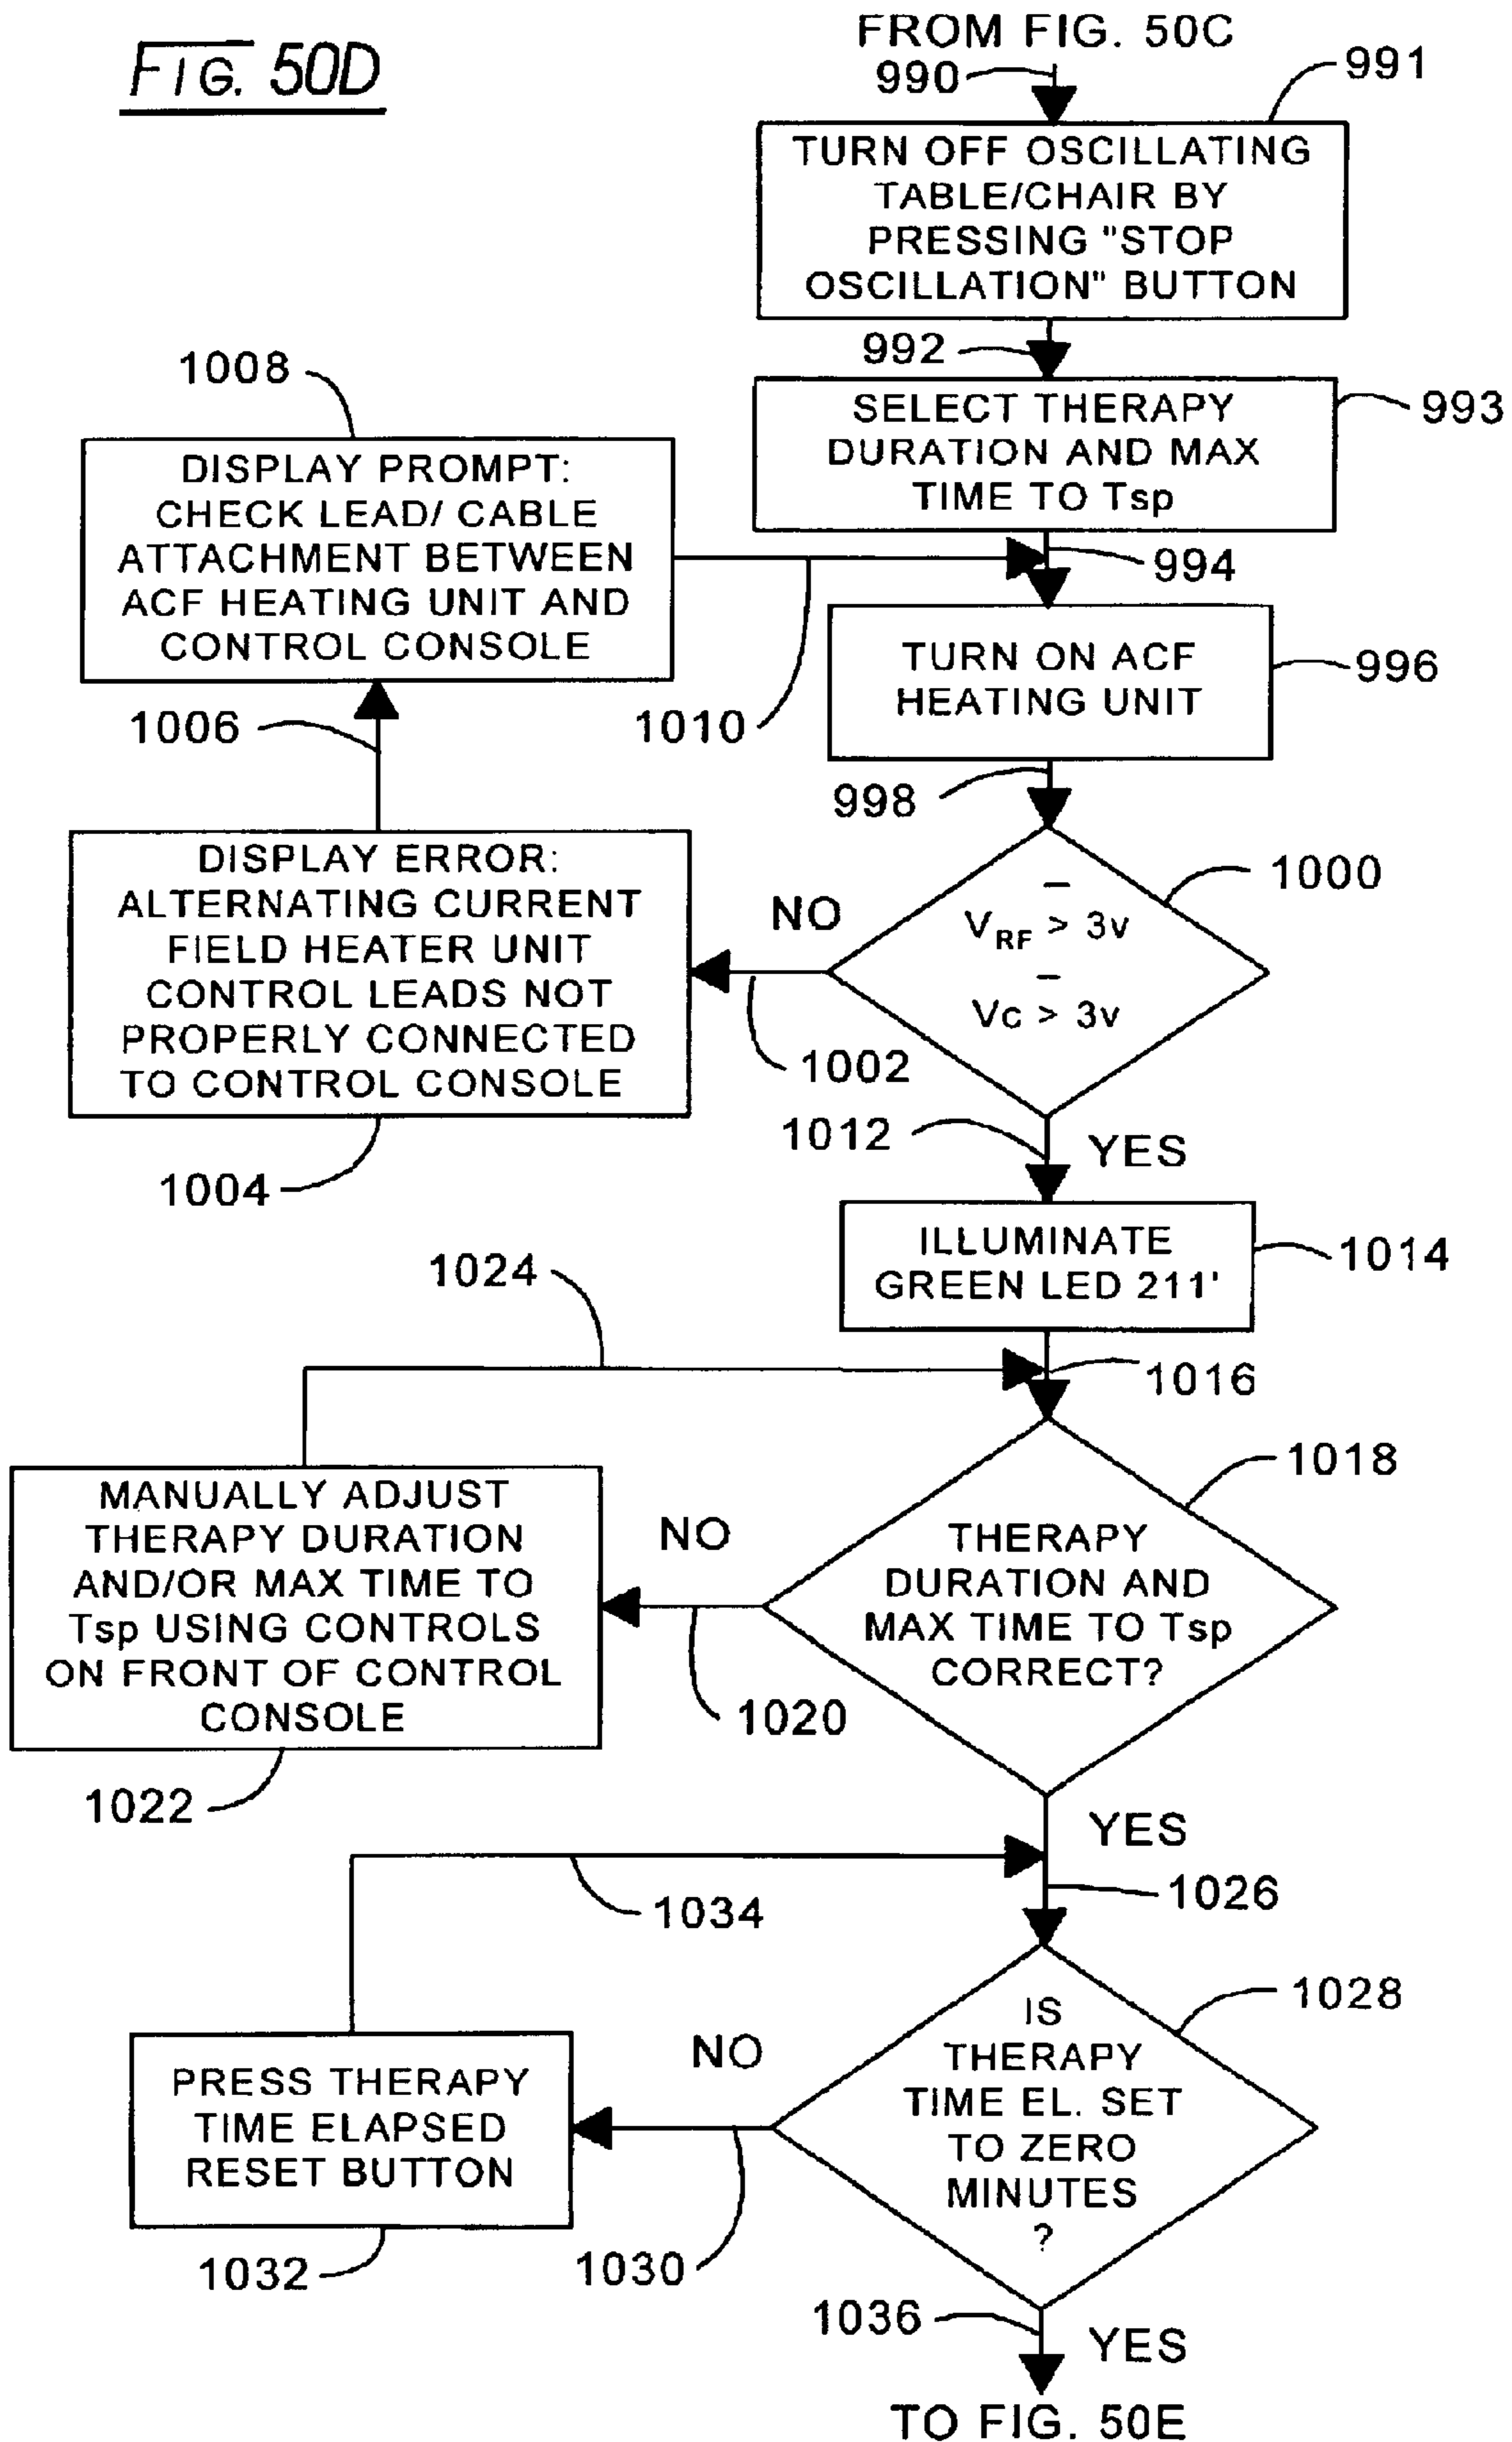 FIG. 50D
FROM FIG. 50C
990
991
TURN OFF OSCILLATING
TABLE/CHAIR BY
PRESSING "STOP
OSCILLATION" BUTTON
992
993
SELECT THERAPY
DURATION AND MAX
TIME TO Tsp
1008
DISPLAY PROMPT:
CHECK LEAD/ CABLE
ATTACHMENT BETWEEN
ACF HEATING UNIT AND
CONTROL CONSOLE
994
1010
TURN ON ACF
HEATING UNIT
996
1006
998
1000
V̅RF > 3v
V̅c > 3v
NO
1002
DISPLAY ERROR:
ALTERNATING CURRENT
FIELD HEATER UNIT
CONTROL LEADS NOT
PROPERLY CONNECTED
TO CONTROL CONSOLE
1004
1012
YES
ILLUMINATE
GREEN LED 211'
1014
1024
1016
1018
THERAPY
DURATION AND
MAX TIME TO Tsp
CORRECT?
NO
1020
MANUALLY ADJUST
THERAPY DURATION
AND/OR MAX TIME TO
Tsp USING CONTROLS
ON FRONT OF CONTROL
CONSOLE
1022
YES
1034
1026
1028
IS
THERAPY
TIME EL. SET
TO ZERO
MINUTES
?
NO
1030
PRESS THERAPY
TIME ELAPSED
RESET BUTTON
1032
1036
YES
TO FIG. 50E